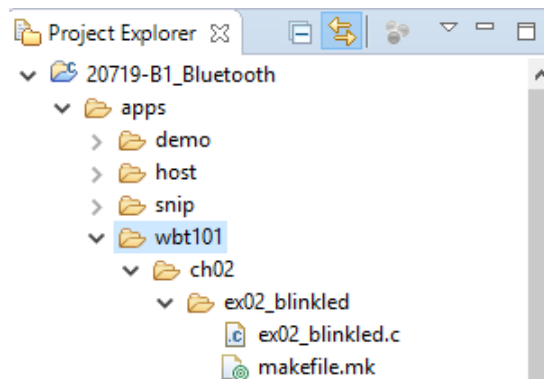 Project Explorer
20719-B1_Bluetooth
apps
demo
host
snip
wbt101
ch02
ex02_blinkled
.c ex02_blinkled.c
makefile.mk